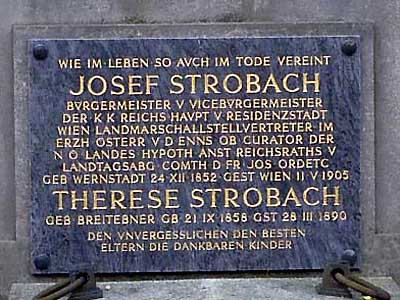 WIE IM LEBEN SO AVCH IM TODE VEREINT
JOSEF STROBACH
BVRGERMEISTER V VICEBVRGERMEISTER
DER K K REICHS HAVPT V RESIDENZSTADT
WIEN LANDMARSCHALLSTELLVERTRETER IM
ERZH ÖSTERR V D ENNS OB CURATOR DER
N Ö LANDES HYPOTH ANST REICHSRATHS V
LANDTAGSABG COMTH D FR JOS ORDETC
GEB WERNSTADT 24 XII 1852 GEST WIEN 11 V 1905
THERESE STROBACH
GEB BREITEBNER GB 21 IX 1858 GST 28 III 1890
DEN VNVERGESSLICHEN DEN BESTEN
ELTERN DIE DANKBAREN KINDER